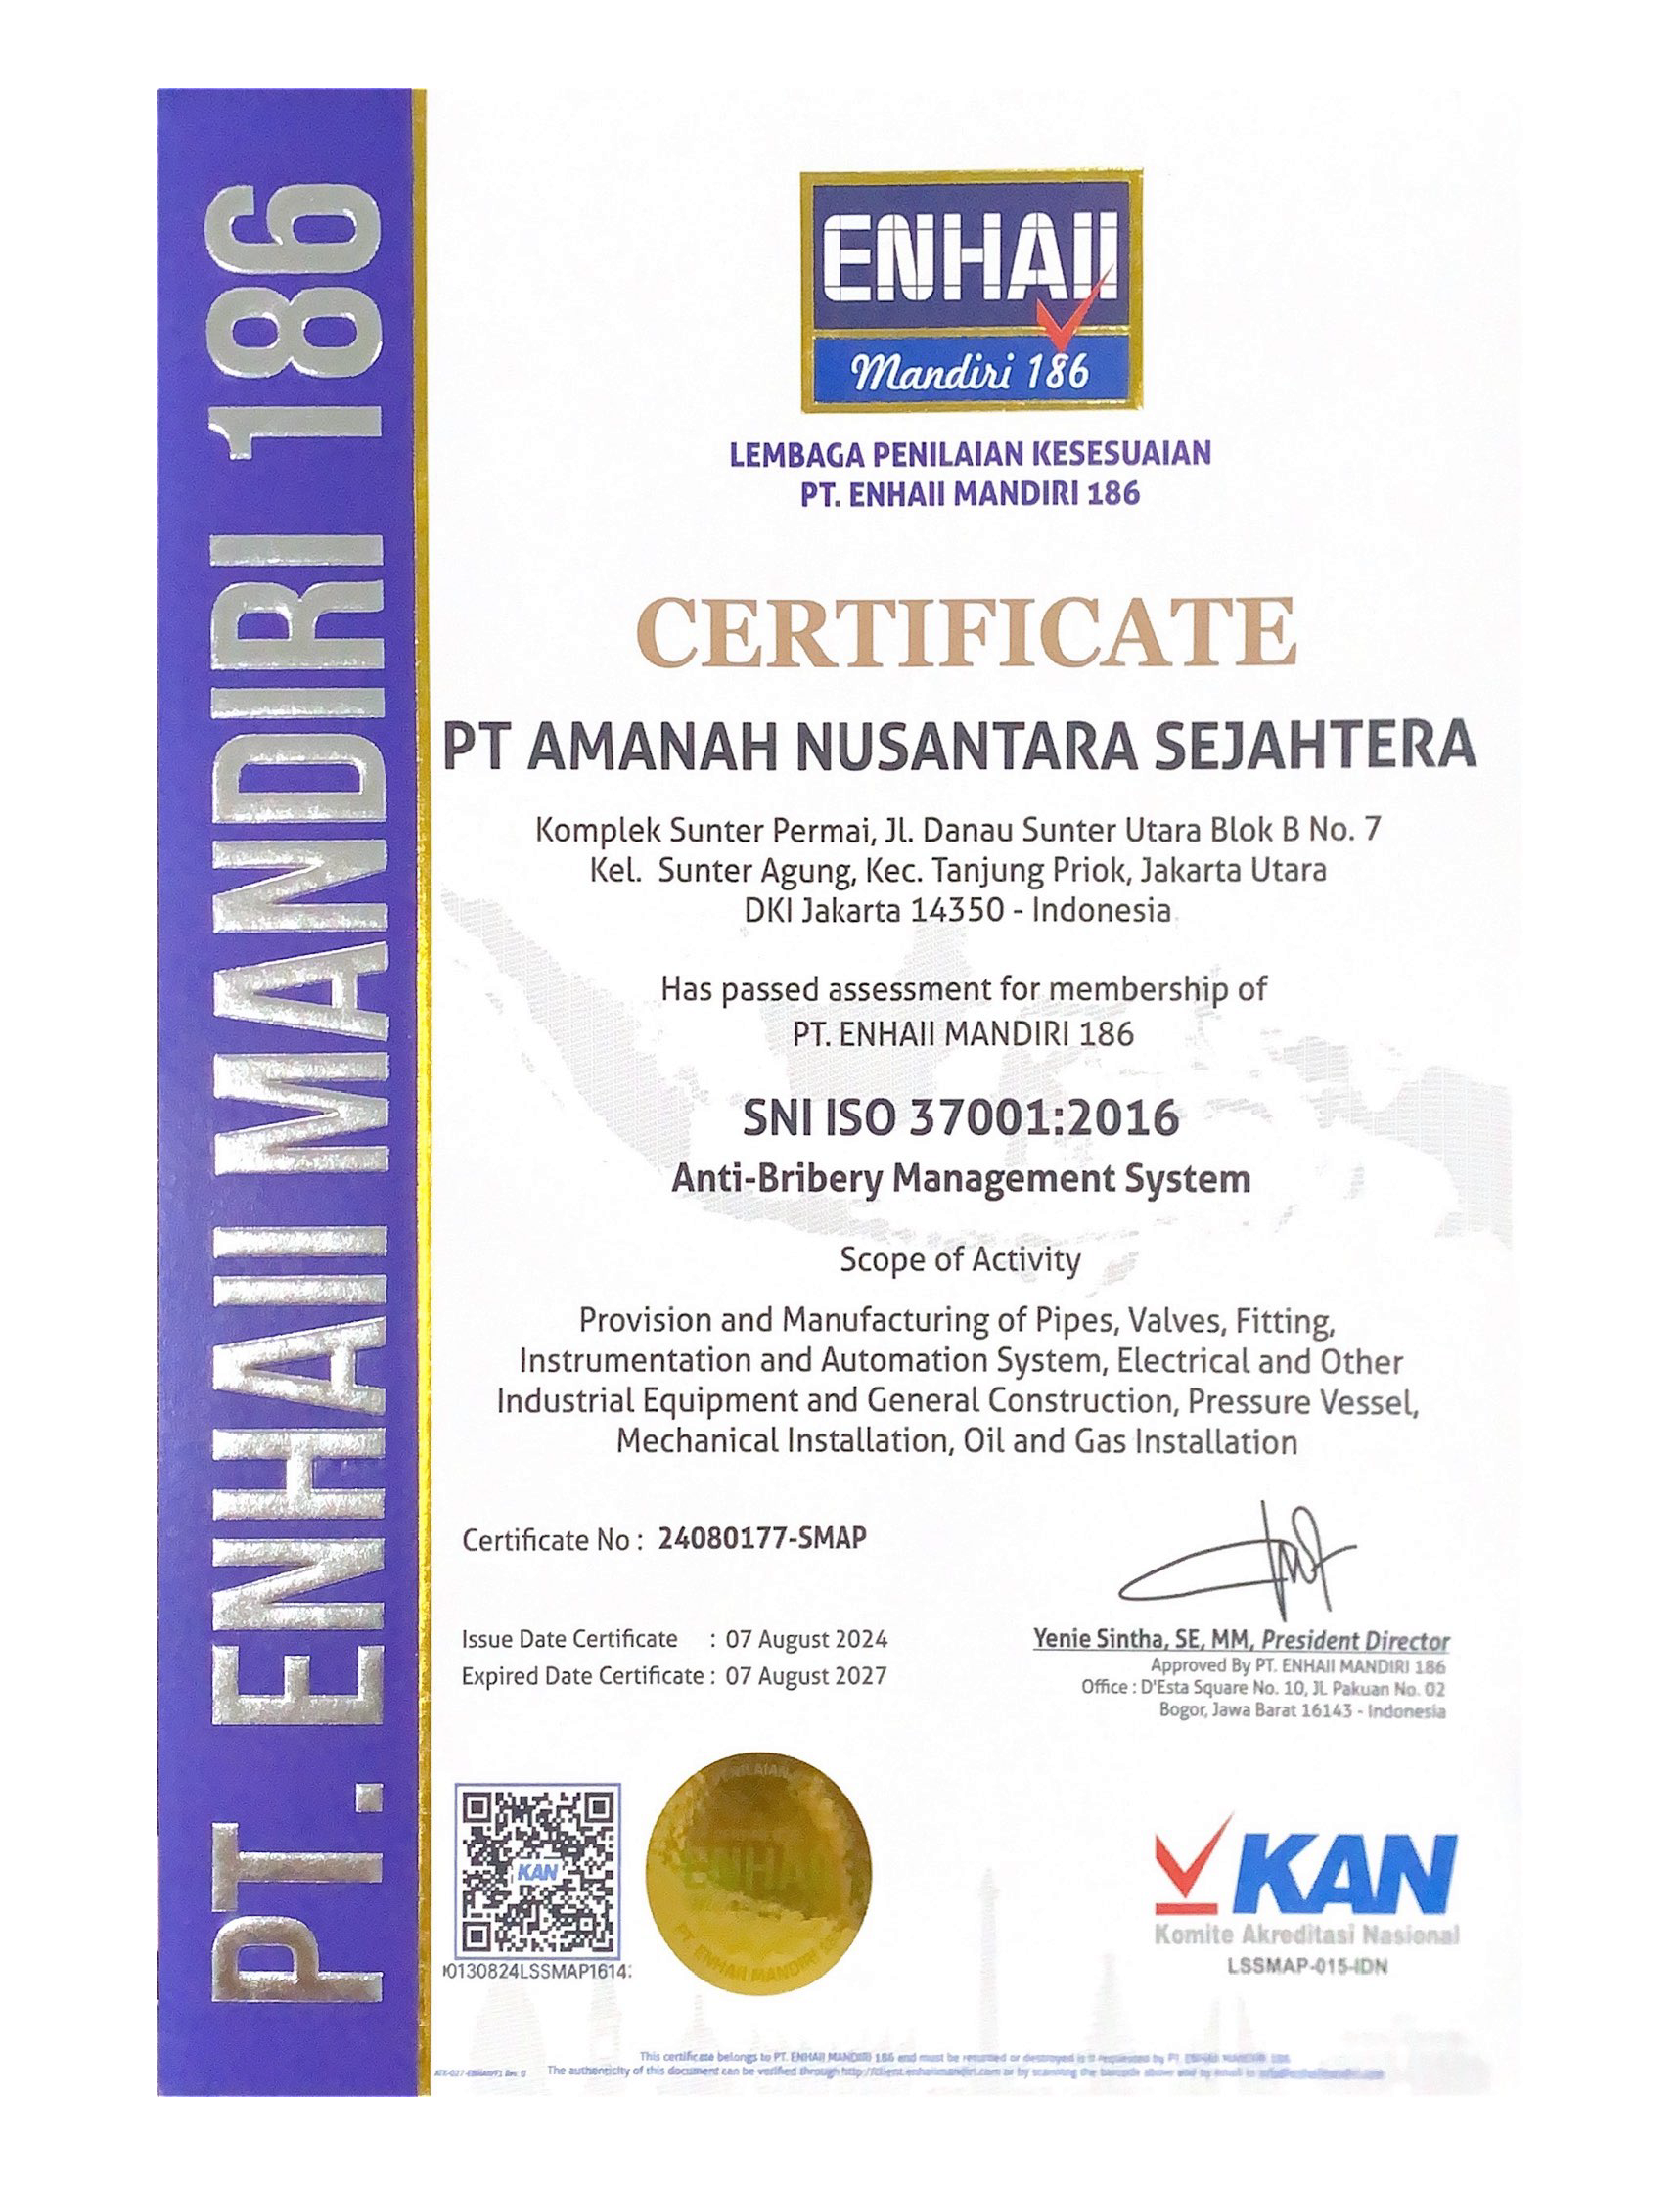 PT. ENHAII MANDIRI 186
ENHAII
Mandiri 186
LEMBAGA PENILAIAN KESESUAIAN
PT. ENHAII MANDIRI 186
CERTIFICATE
PT AMANAH NUSANTARA SEJAHTERA
Komplek Sunter Permai, Jl. Danau Sunter Utara Blok B No. 7
Kel. Sunter Agung, Kec. Tanjung Priok, Jakarta Utara
DKI Jakarta 14350 - Indonesia
Has passed assessment for membership of
PT. ENHAII MANDIRI 186
SNI ISO 37001:2016
Anti-Bribery Management System
Scope of Activity
Provision and Manufacturing of Pipes, Valves, Fitting,
Instrumentation and Automation System, Electrical and Other
Industrial Equipment and General Construction, Pressure Vessel,
Mechanical Installation, Oil and Gas Installation
Certificate No : 24080177-SMAP
Issue Date Certificate : 07 August 2024
Expired Date Certificate : 07 August 2027
Yenie Sintha, SE, MM, President Director
Approved By PT. ENHAII MANDIRI 186
Office : D'Esta Square No. 10, Jl. Pakuan No. 02
Bogor, Jawa Barat 16143 - Indonesia
KAN
0130824LSSMAP1614
PT. ENHAII MANDIRI
KAN
Komite Akreditasi Nasional
LSSMAP-015-IDN
This certificate belongs to PT. ENHAII MANDIRI 186 and must be returned or destroyed is it requested by PT. ENHAII MANDIRI 186
The authenticity of this document can be verified through http://client.enhaiimandiri.com or by scanning the barcode above and by email to